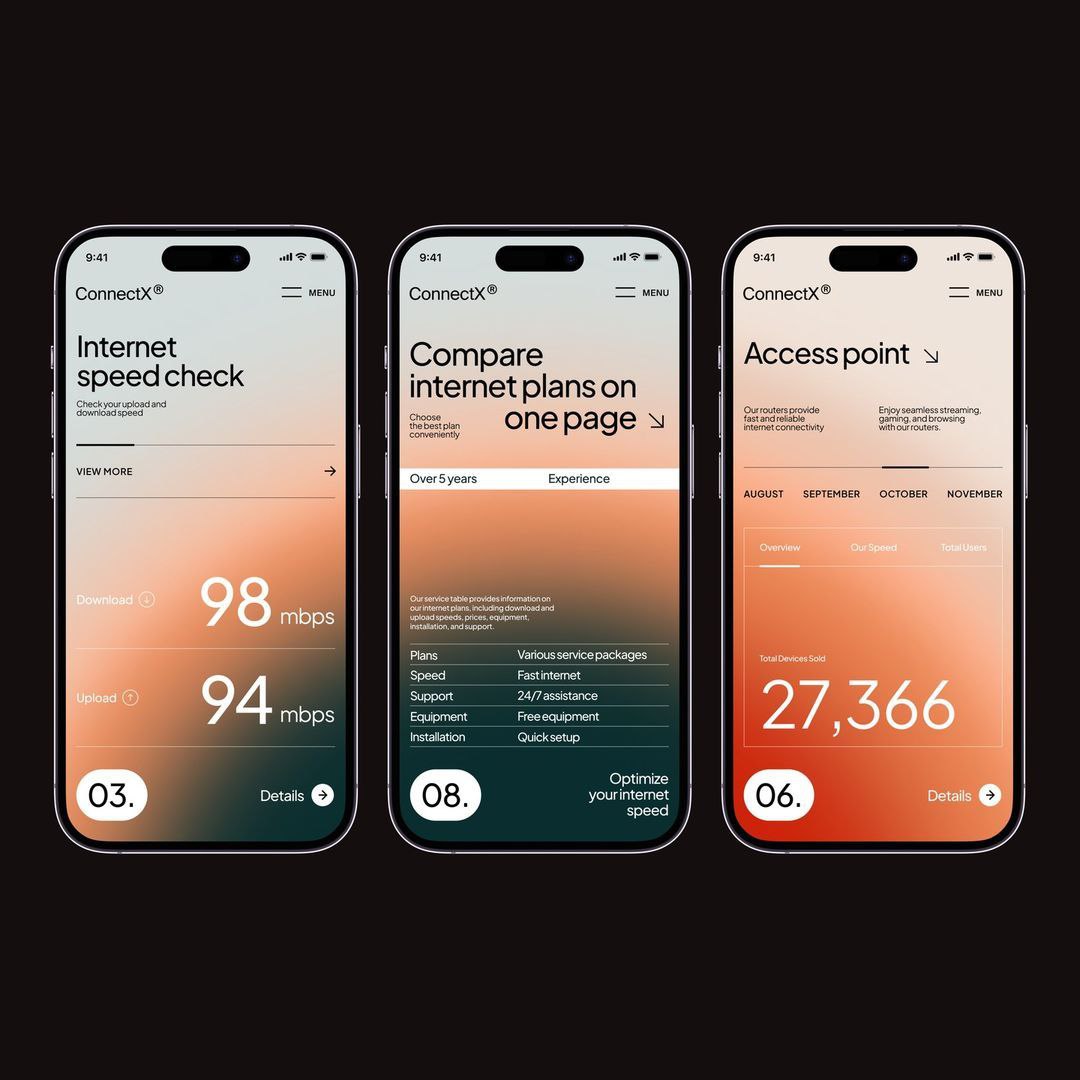 9:41
ConnectX®
MENU
Internet
speed check
Check your upload and
download speed
VIEW MORE
Download
98 mbps
Upload
94 mbps
03.
Details
9:41
ConnectX®
MENU
Compare
internet plans on
one page
Choose
the best plan
conveniently
Over 5 years Experience
Our service table provides information on
our internet plans, including download and
upload speeds, prices, equipment,
installation, and support.
Plans Various service packages
Speed Fast internet
Support 24/7 assistance
Equipment Free equipment
Installation Quick setup
08.
Optimize
your internet
speed
9:41
ConnectX®
MENU
Access point
Our routers provide
fast and reliable
internet connectivity
Enjoy seamless streaming,
gaming, and browsing
with our routers.
AUGUST SEPTEMBER OCTOBER NOVEMBER
Overview Our Speed Total Users
Total Devices Sold
27,366
06.
Details